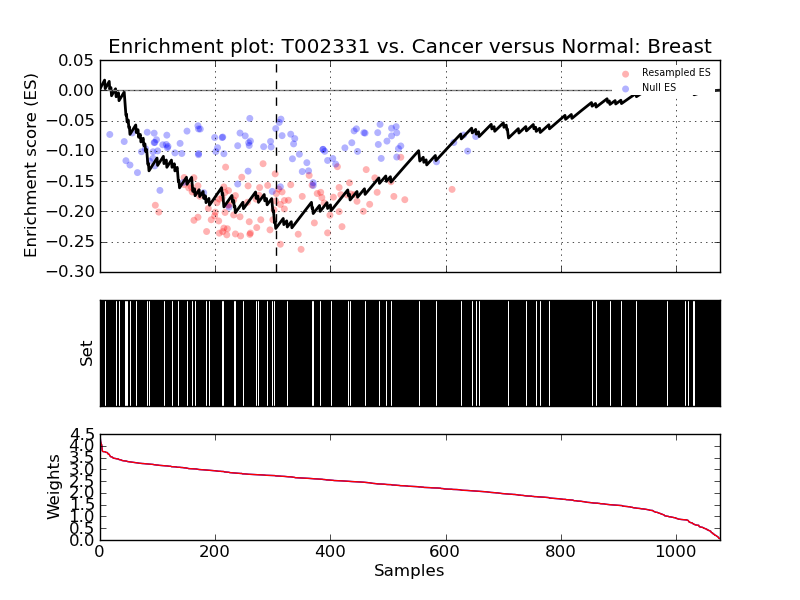 Enrichment plot: T002331 vs. Cancer versus Normal: Breast
Enrichment score (ES)
0.05
0.00
−0.05
−0.10
−0.15
−0.20
−0.25
−0.30
Resampled ES
Null ES
Set
Weights
4.5
4.0
3.5
3.0
2.5
2.0
1.5
1.0
0.5
0.0
0 200 400 600 800 1000
Samples